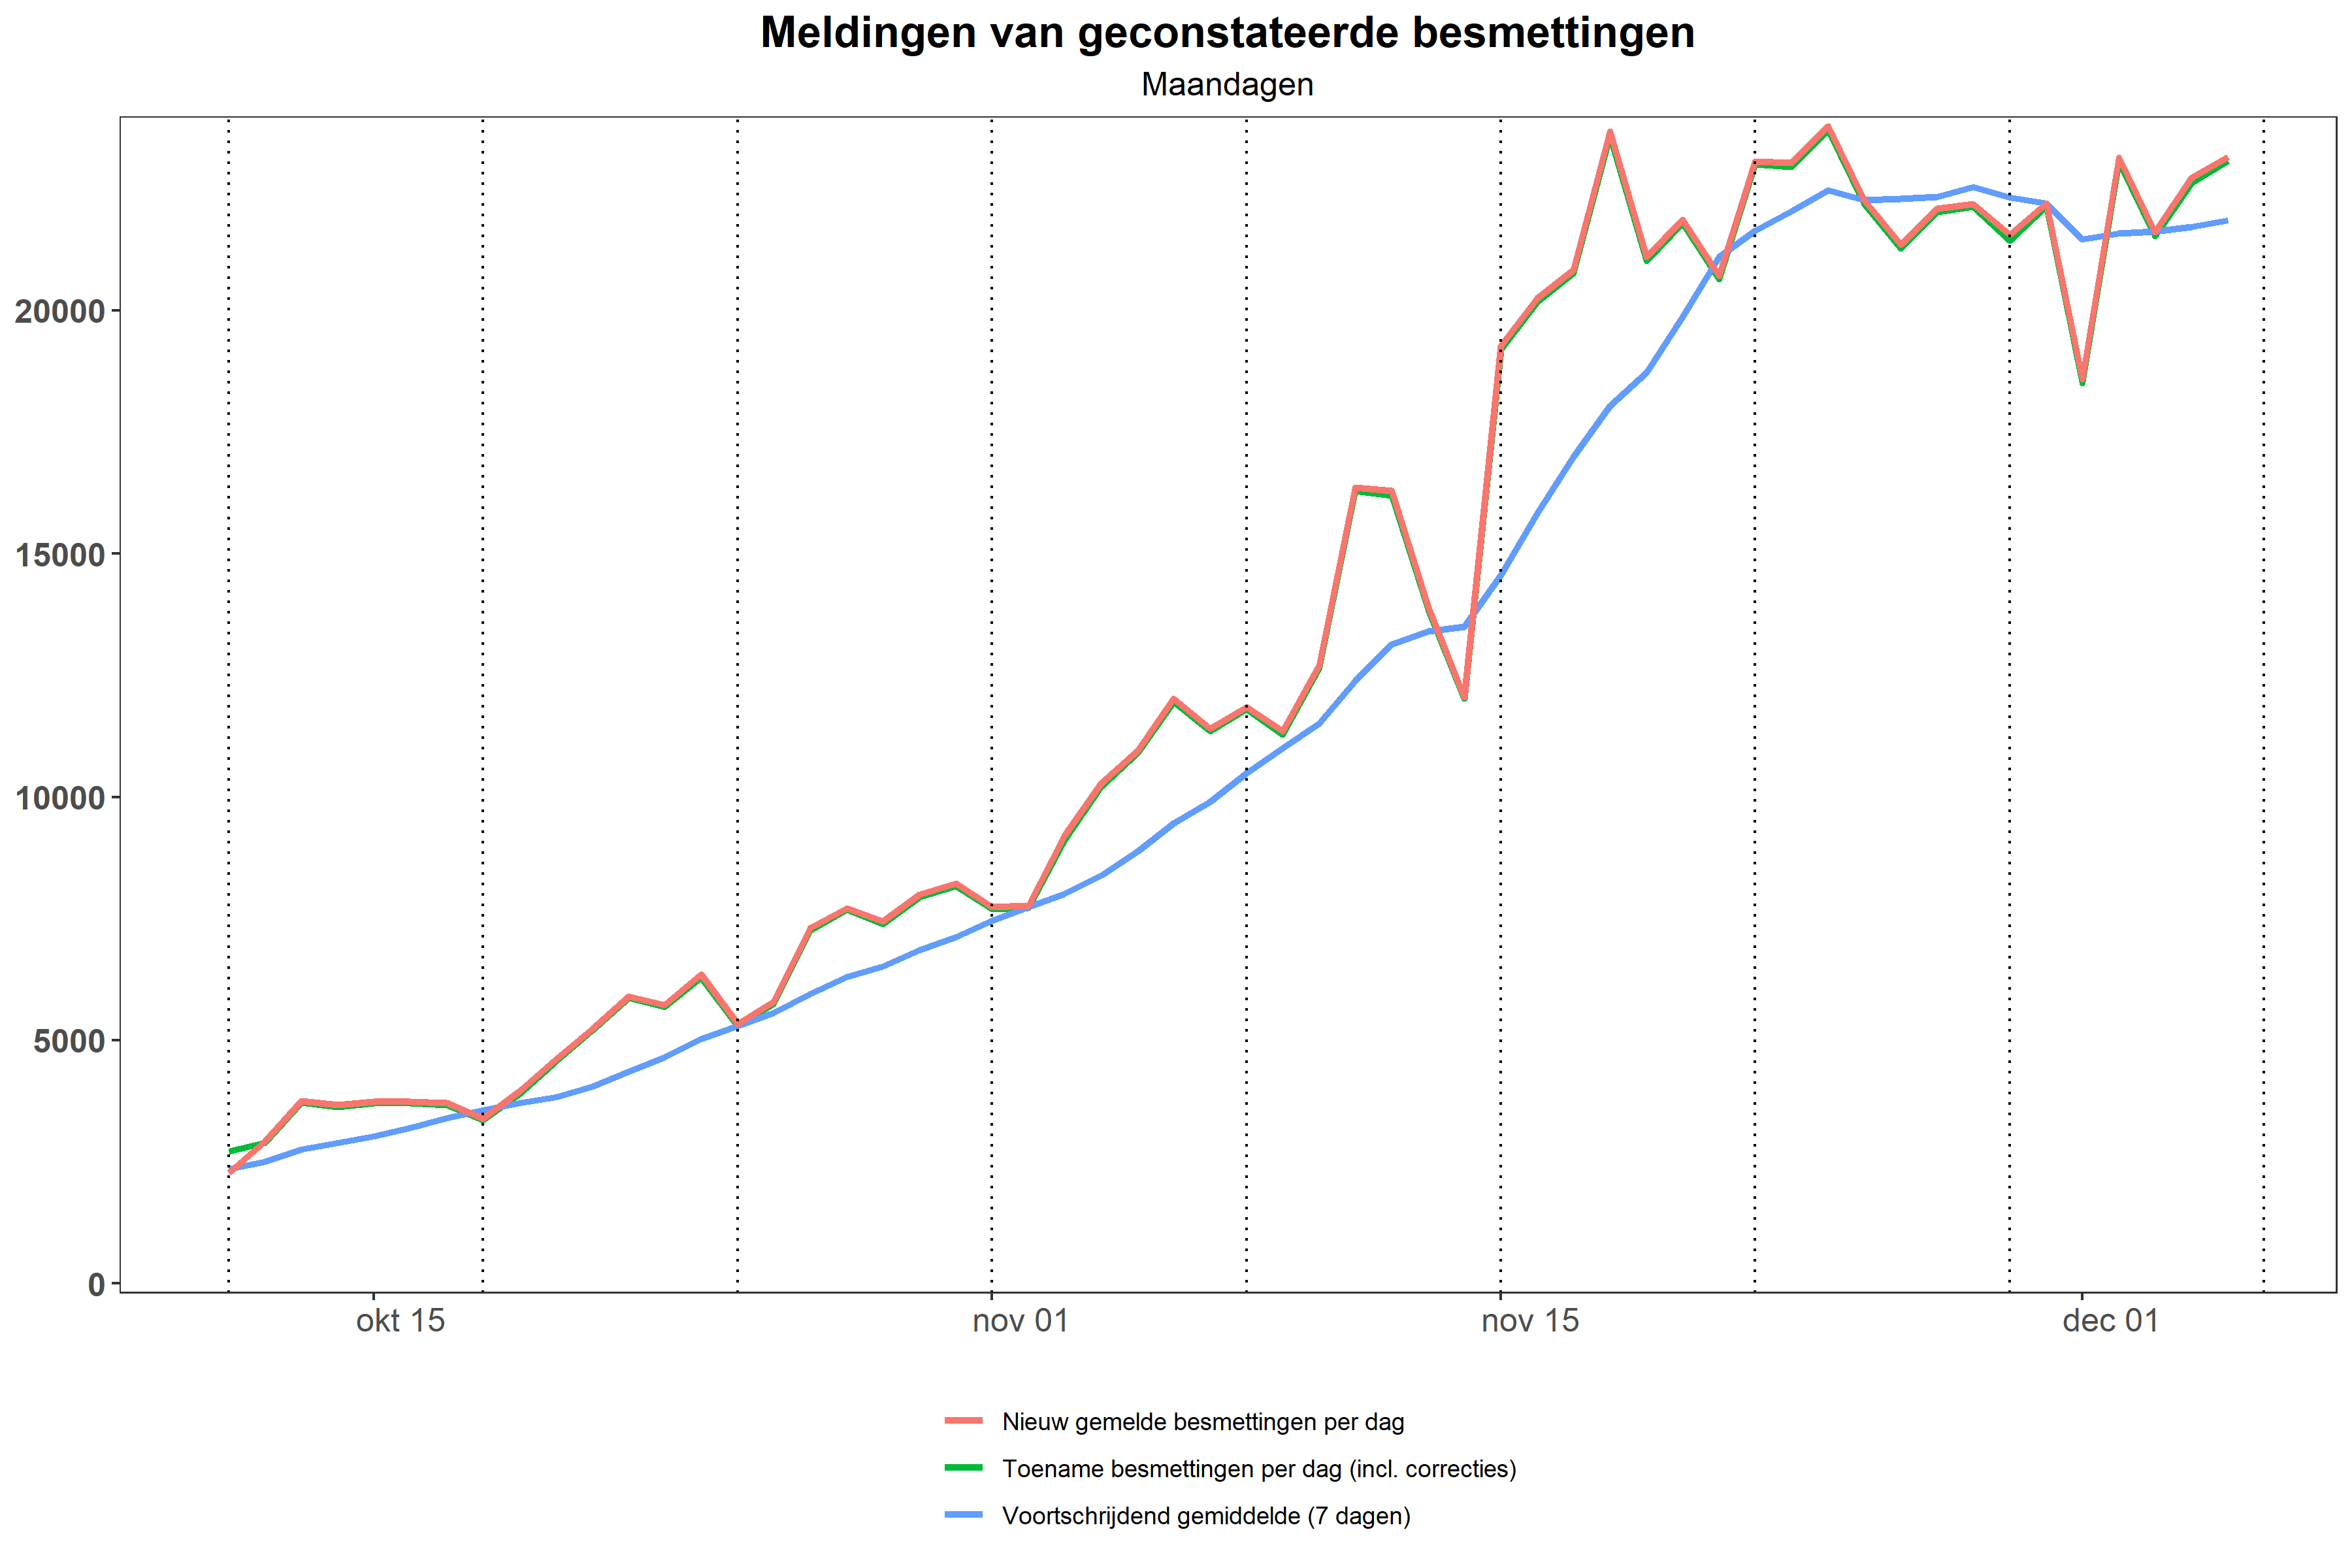 Meldingen van geconstateerde besmettingen
Maandagen
20000
15000
10000
5000
0
okt 15
nov 01
nov 15
dec 01
Nieuw gemelde besmettingen per dag
Toename besmettingen per dag (incl. correcties)
Voortschrijdend gemiddelde (7 dagen)